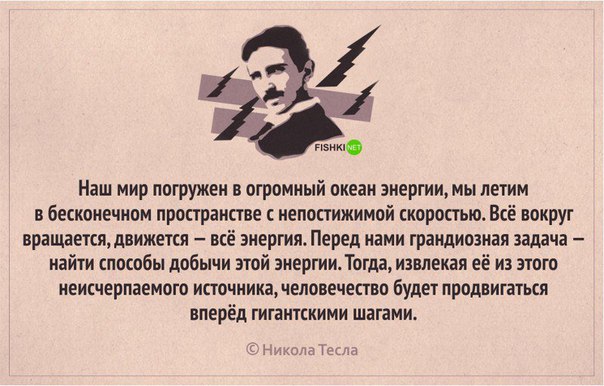 FISHKI NET
Наш мир погружен в огромный океан энергии, мы летим
в бесконечном пространстве с непостижимой скоростью. Всё вокруг
вращается, движется — всё энергия. Перед нами грандиозная задача —
найти способы добычи этой энергии. Тогда, извлекая её из этого
неисчерпаемого источника, человечество будет продвигаться
вперёд гигантскими шагами.
© Никола Тесла